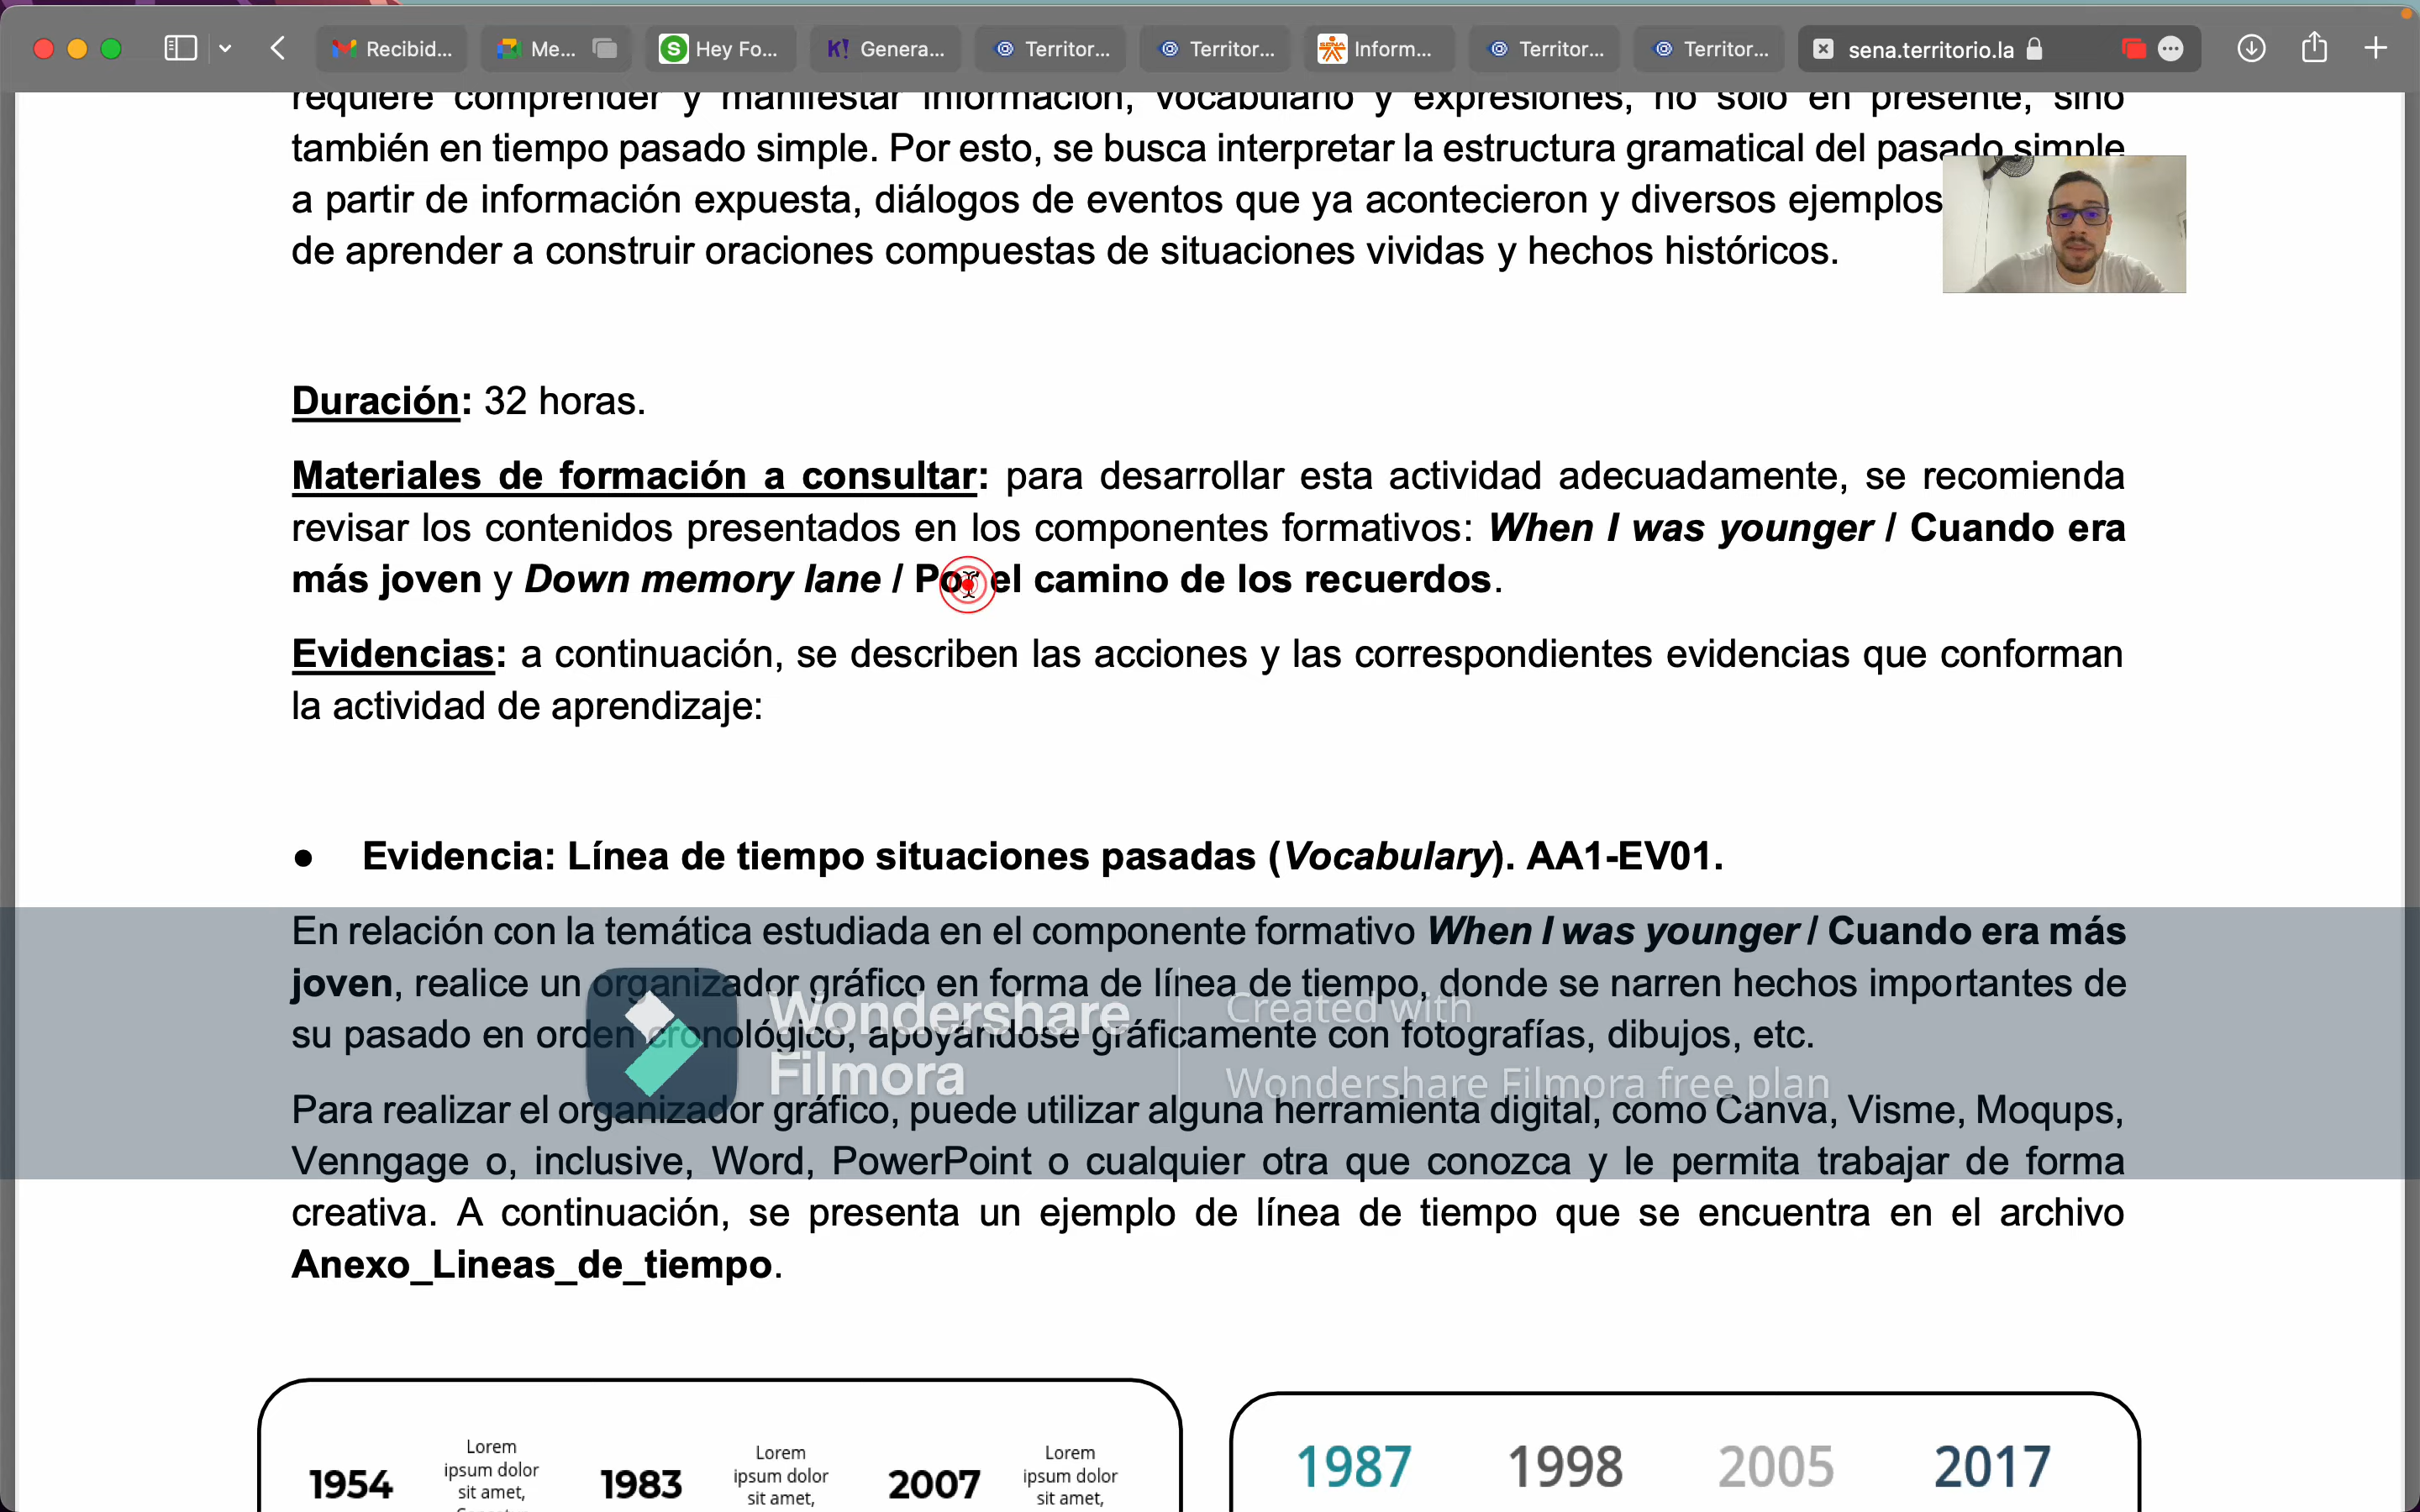 Recibid...
Me...
Hey Fo...
K! Genera...
Territor...
Territor...
SENA Inform...
Territor...
Territor...
sena.territorio.la
requiere comprender y manifestar información, vocabulario y expresiones, no solo en presente, sino
también en tiempo pasado simple. Por esto, se busca interpretar la estructura gramatical del pasado simple
a partir de información expuesta, diálogos de eventos que ya acontecieron y diversos ejemplos
de aprender a construir oraciones compuestas de situaciones vividas y hechos históricos.
Duración: 32 horas.
Materiales de formación a consultar: para desarrollar esta actividad adecuadamente, se recomienda
revisar los contenidos presentados en los componentes formativos: When I was younger / Cuando era
más joven y Down memory lane / Por el camino de los recuerdos.
Evidencias: a continuación, se describen las acciones y las correspondientes evidencias que conforman
la actividad de aprendizaje:
● Evidencia: Línea de tiempo situaciones pasadas (Vocabulary). AA1-EV01.
En relación con la temática estudiada en el componente formativo When I was younger / Cuando era más
joven, realice un organizador gráfico en forma de línea de tiempo, donde se narren hechos importantes de
su pasado en orden cronológico, apoyándose gráficamente con fotografías, dibujos, etc.
Wondershare
Filmora
Created with
Wondershare Filmora free plan
Para realizar el organizador gráfico, puede utilizar alguna herramienta digital, como Canva, Visme, Moqups,
Venngage o, inclusive, Word, PowerPoint o cualquier otra que conozca y le permita trabajar de forma
creativa. A continuación, se presenta un ejemplo de línea de tiempo que se encuentra en el archivo
Anexo_Lineas_de_tiempo.
1954
Lorem
ipsum dolor
sit amet,
1983
Lorem
ipsum dolor
sit amet,
2007
Lorem
ipsum dolor
sit amet,
1987
1998
2005
2017